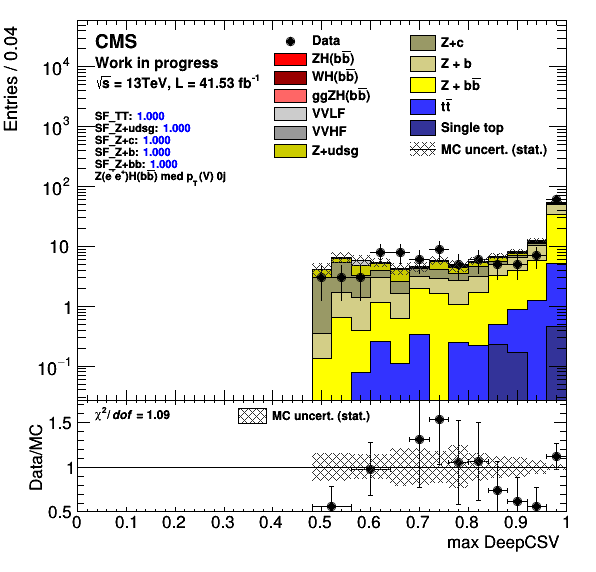 CMS
Work in progress
√s = 13TeV, L = 41.53 fb⁻¹
SF_TT: 1.000
SF_Z+udsg: 1.000
SF_Z+c: 1.000
SF_Z+b: 1.000
SF_Z+bb: 1.000
Z(e⁻e⁺)H(bb̅) med p_T(V) 0j
Data
ZH(bb̅)
WH(bb̅)
ggZH(bb̅)
VVLF
VVHF
Z+udsg
Z+c
Z + b
Z + bb̅
tt̅
Single top
MC uncert. (stat.)
Entries / 0.04
10⁴
10³
10²
10
1
10⁻¹
χ²/dof = 1.09
MC uncert. (stat.)
Data/MC
1.5
1
0.5
0 0.1 0.2 0.3 0.4 0.5 0.6 0.7 0.8 0.9 1
max DeepCSV